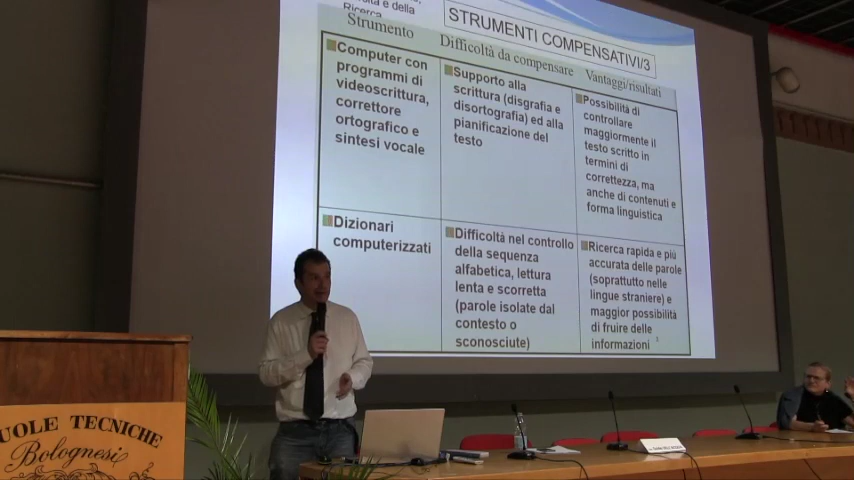 Ricerca
STRUMENTI COMPENSATIVI/3
Strumento
Difficoltà da compensare
Vantaggi/risultati
Computer con
programmi di
videoscrittura,
correttore
ortografico e
sintesi vocale
Supporto alla
scrittura (disgrafia e
disortografia) ed alla
pianificazione del
testo
Possibilità di
controllare
maggiormente il
testo scritto in
termini di
correttezza, ma
anche di contenuti e
forma linguistica
Dizionari
computerizzati
Difficoltà nel controllo
della sequenza
alfabetica, lettura
lenta e scorretta
(parole isolate dal
contesto o
sconosciute)
Ricerca rapida e più
accurata delle parole
(soprattutto nelle
lingue straniere) e
maggior possibilità
di fruire delle
informazioni
UOLE TECNICHE
Bolognesi